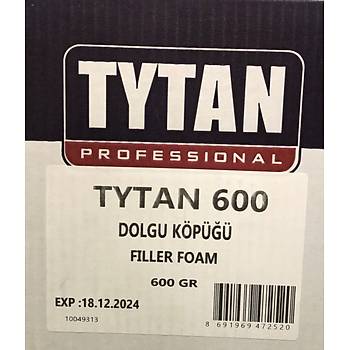 TYTAN
PROFESSIONAL
TYTAN 600
DOLGU KÖPÜĞÜ
FILLER FOAM
600 GR
EXP :18.12.2024
10049313
8 691969 472520